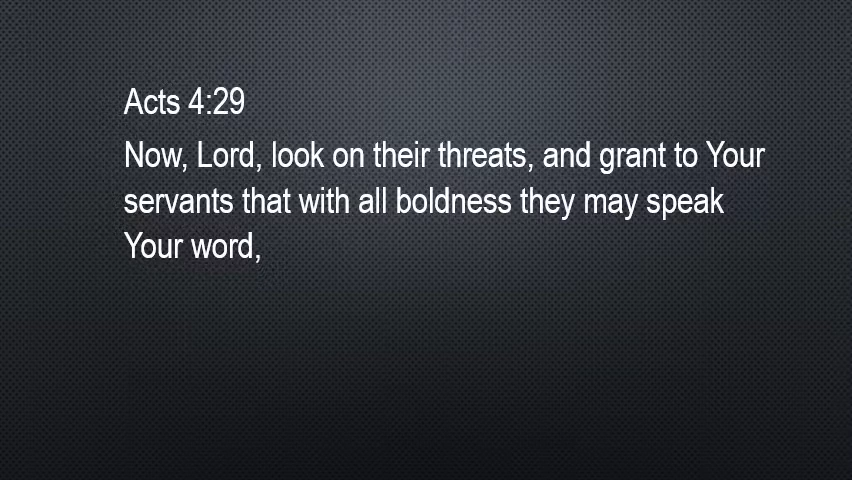 Acts 4:29
Now, Lord, look on their threats, and grant to Your
servants that with all boldness they may speak
Your word,